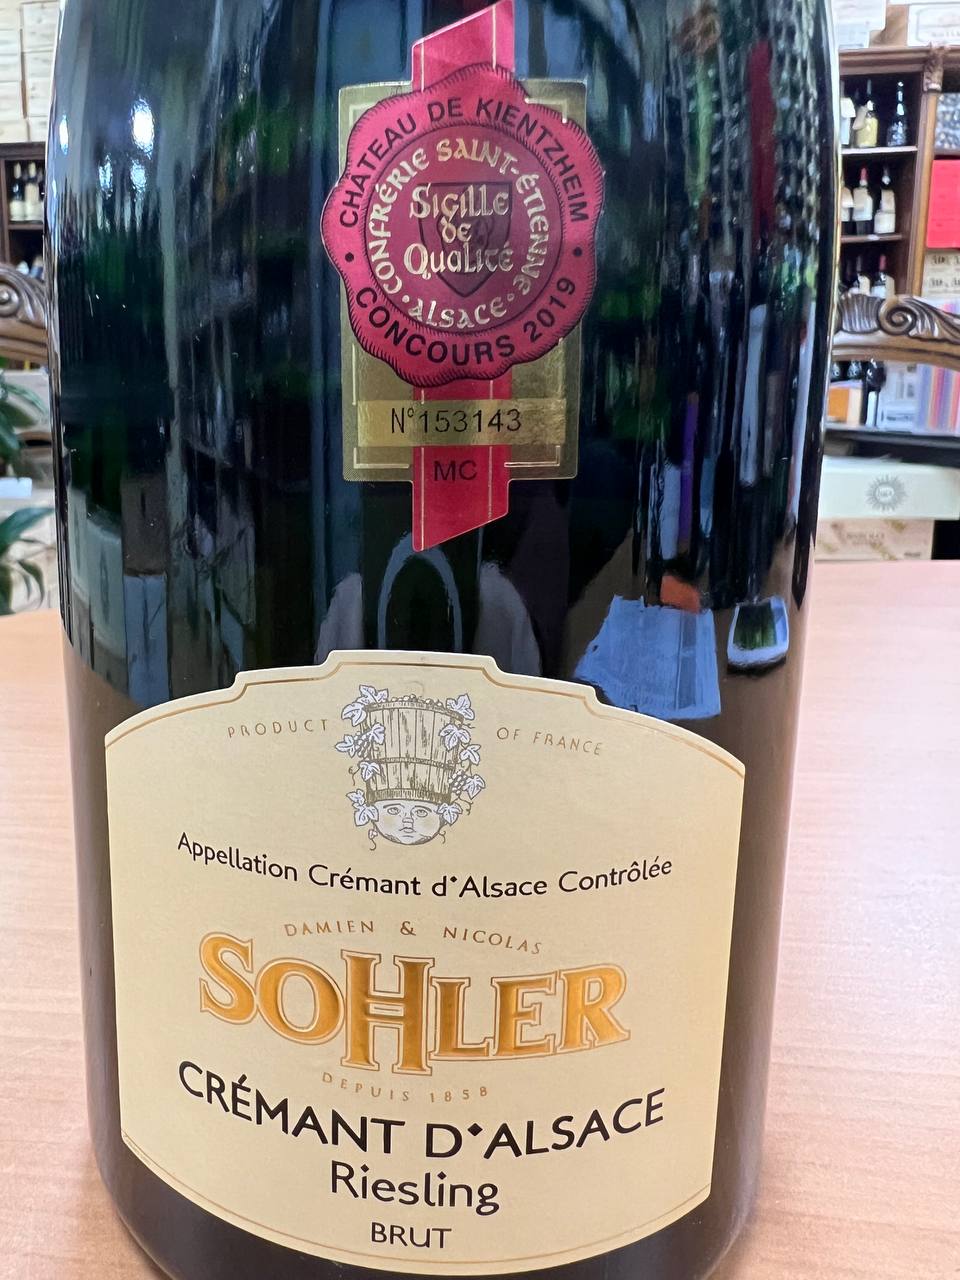 CHATEAU DE KIENTZHEIM
CONFRÉRIE SAINT-ÉTIENNE
Sigille
de
Qualité
• ALSACE •
• CONCOURS 2019 •
N° 153143
MC
PRODUCT OF FRANCE
Appellation Crémant d'Alsace Contrôlée
DAMIEN & NICOLAS
SOHLER
DEPUIS 1858
CRÉMANT D'ALSACE
Riesling
BRUT